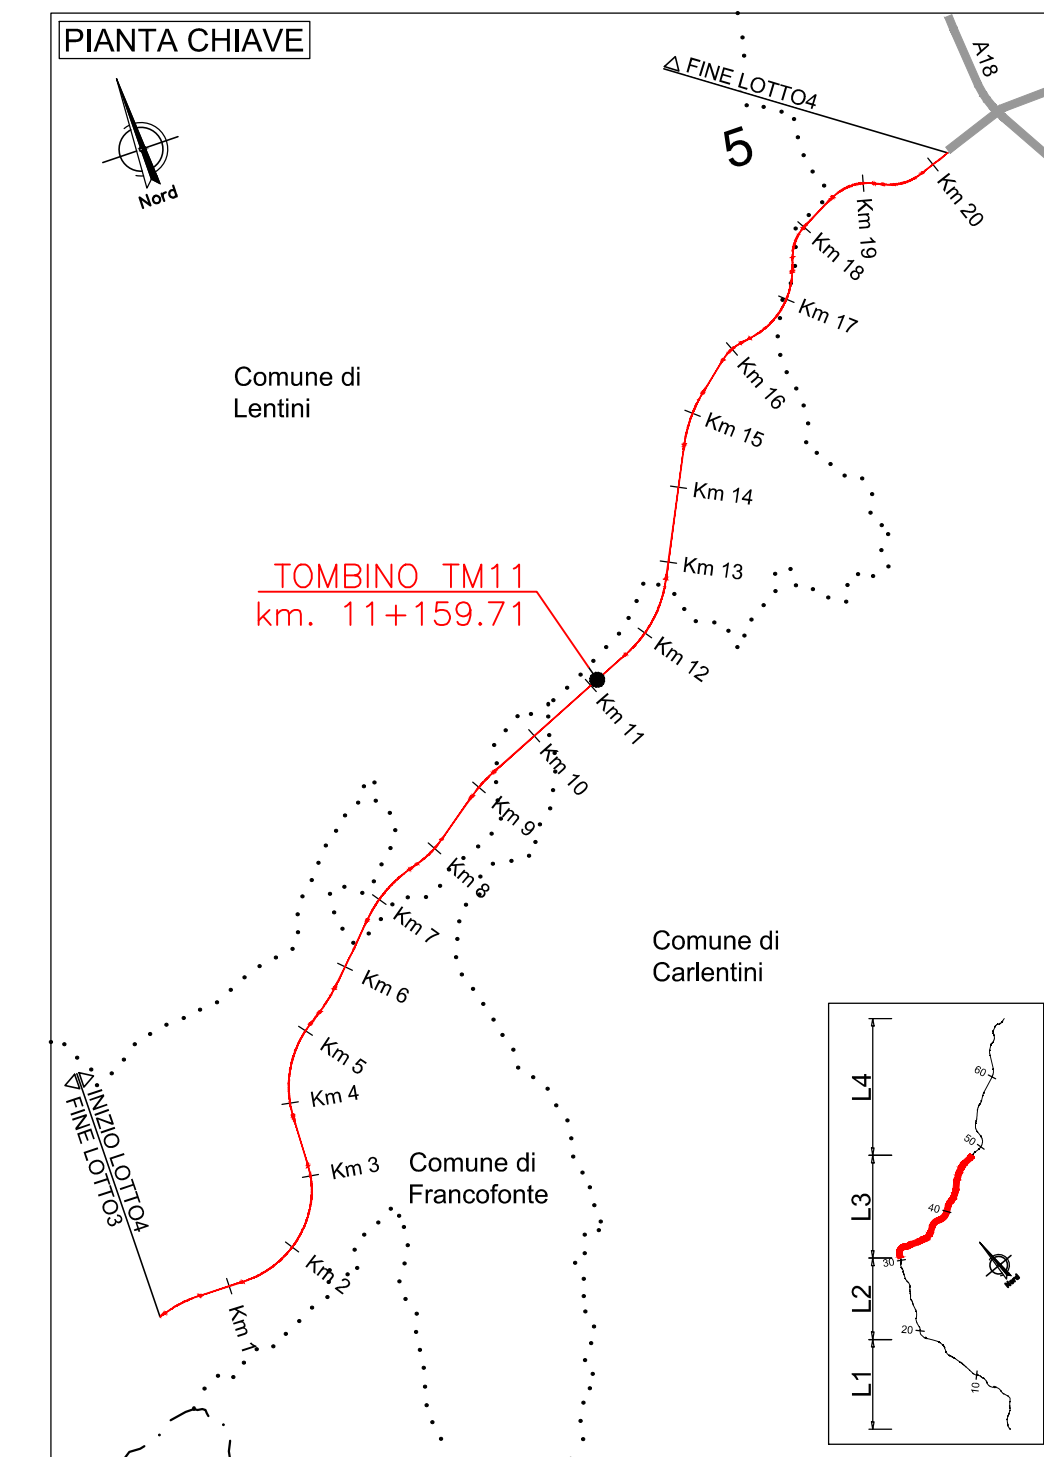 PIANTA CHIAVE
Nord
FINE LOTTO4
A18
5
Km 20
Km 19
Km 18
Km 17
Km 16
Km 15
Km 14
Km 13
Km 12
Comune di
Lentini
TOMBINO TM11
km. 11+159.71
Km 11
Km 10
Km 9
Km 8
Km 7
Km 6
Km 5
Km 4
Km 3
Km 2
Km 1
Comune di
Carlentini
Comune di
Francofonte
INIZIO LOTTO4
FINE LOTTO3
L4
L3
L2
L1
60
50
40
30
20
10